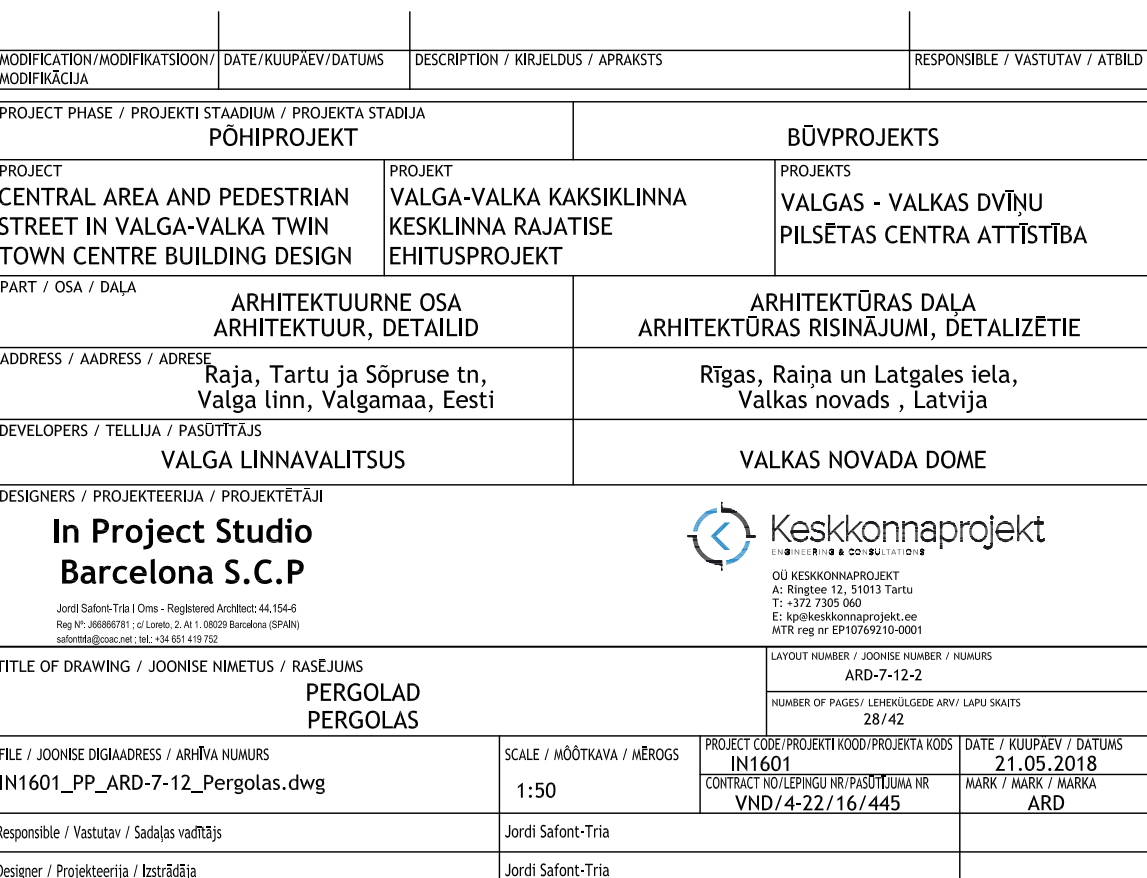 MODIFICATION/MODIFIKATSIOON/
MODIFIKĀCIJA
DATE/KUUPÄEV/DATUMS
DESCRIPTION / KIRJELDUS / APRAKSTS
RESPONSIBLE / VASTUTAV / ATBILD
PROJECT PHASE / PROJEKTI STAADIUM / PROJEKTA STADIJA
PÕHIPROJEKT
BŪVPROJEKTS
PROJECT
CENTRAL AREA AND PEDESTRIAN
STREET IN VALGA-VALKA TWIN
TOWN CENTRE BUILDING DESIGN
PROJEKT
VALGA-VALKA KAKSIKLINNA
KESKLINNA RAJATISE
EHITUSPROJEKT
PROJEKTS
VALGAS - VALKAS DVĪŅU
PILSĒTAS CENTRA ATTĪSTĪBA
PART / OSA / DAĻA
ARHITEKTUURNE OSA
ARHITEKTUUR, DETAILID
ARHITEKTŪRAS DAĻA
ARHITEKTŪRAS RISINĀJUMI, DETALIZĒTIE
ADDRESS / AADRESS / ADRESE
Raja, Tartu ja Sõpruse tn,
Valga linn, Valgamaa, Eesti
Rīgas, Raiņa un Latgales iela,
Valkas novads , Latvija
DEVELOPERS / TELLIJA / PASŪTĪTĀJS
VALGA LINNAVALITSUS
VALKAS NOVADA DOME
DESIGNERS / PROJEKTEERIJA / PROJEKTĒTĀJI
In Project Studio
Barcelona S.C.P
Jordi Safont-Tria I Oms - Registered Architect: 44.154-6
Reg Nº: J66866781 ; c/ Loreto, 2. At 1. 08029 Barcelona (SPAIN)
safonttria@coac.net ; tel.: +34 651 419 752
Keskkonnaprojekt
ENGINEERING & CONSULTATIONS
OÜ KESKKONNAPROJEKT
A: Ringtee 12, 51013 Tartu
T: +372 7305 060
E: kp@keskkonnaprojekt.ee
MTR reg nr EP10769210-0001
TITLE OF DRAWING / JOONISE NIMETUS / RASĒJUMS
PERGOLAD
PERGOLAS
LAYOUT NUMBER / JOONISE NUMBER / NUMURS
ARD-7-12-2
NUMBER OF PAGES/ LEHEKÜLGEDE ARV/ LAPU SKAITS
28/42
FILE / JOONISE DIGIAADRESS / ARHĪVA NUMURS
IN1601_PP_ARD-7-12_Pergolas.dwg
SCALE / MÔÔTKAVA / MĒROGS
1:50
PROJECT CODE/PROJEKTI KOOD/PROJEKTA KODS
IN1601
DATE / KUUPÄEV / DATUMS
21.05.2018
CONTRACT NO/LEPINGU NR/PASŪTĪJUMA NR
VND/4-22/16/445
MARK / MARK / MARKA
ARD
Responsible / Vastutav / Sadaļas vadītājs
Jordi Safont-Tria
Designer / Projekteerija / Izstrādāja
Jordi Safont-Tria